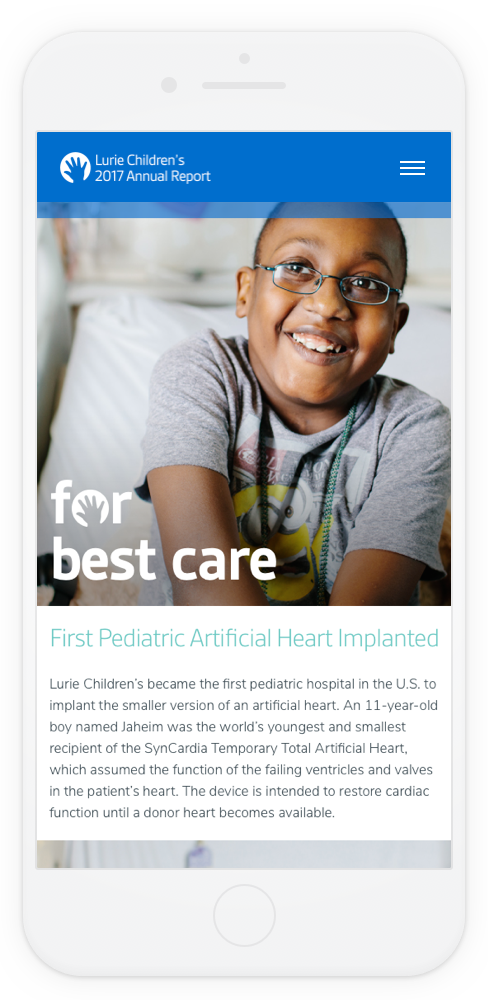 Lurie Children's
2017 Annual Report
for
best care
First Pediatric Artificial Heart Implanted
Lurie Children's became the first pediatric hospital in the U.S. to
implant the smaller version of an artificial heart. An 11-year-old
boy named Jaheim was the world's youngest and smallest
recipient of the SynCardia Temporary Total Artificial Heart,
which assumed the function of the failing ventricles and valves
in the patient's heart. The device is intended to restore cardiac
function until a donor heart becomes available.